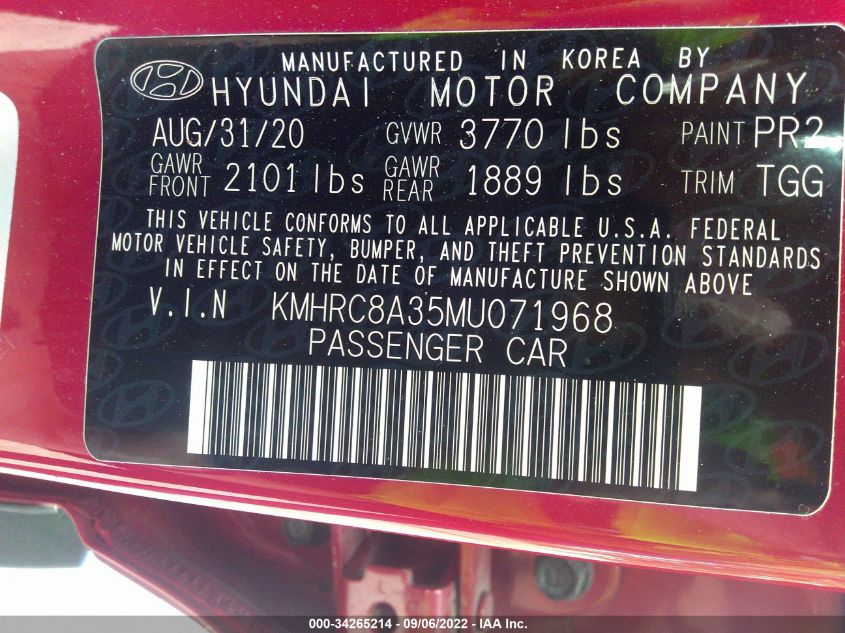 MANUFACTURED IN KOREA BY
HYUNDAI MOTOR COMPANY
AUG/31/20 GVWR 3770 lbs PAINT PR2
GAWR FRONT 2101 lbs GAWR REAR 1889 lbs TRIM TGG
THIS VEHICLE CONFORMS TO ALL APPLICABLE U.S.A. FEDERAL
MOTOR VEHICLE SAFETY, BUMPER, AND THEFT PREVENTION STANDARDS
IN EFFECT ON THE DATE OF MANUFACTURE SHOWN ABOVE
V.I.N KMHRC8A35MU071968
PASSENGER CAR
000-34265214 - 09/06/2022 - IAA Inc.